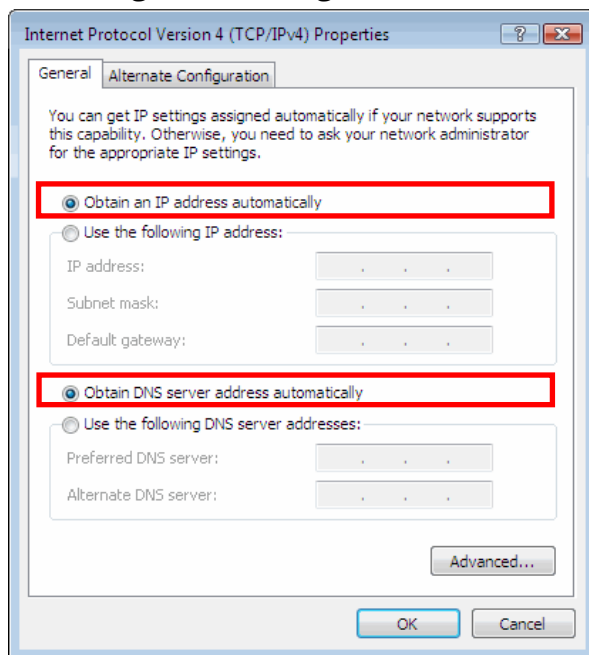 Internet Protocol Version 4 (TCP/IPv4) Properties
General
Alternate Configuration
You can get IP settings assigned automatically if your network supports
this capability. Otherwise, you need to ask your network administrator
for the appropriate IP settings.
Obtain an IP address automatically
Use the following IP address:
IP address:
Subnet mask:
Default gateway:
Obtain DNS server address automatically
Use the following DNS server addresses:
Preferred DNS server:
Alternate DNS server:
Advanced...
OK
Cancel